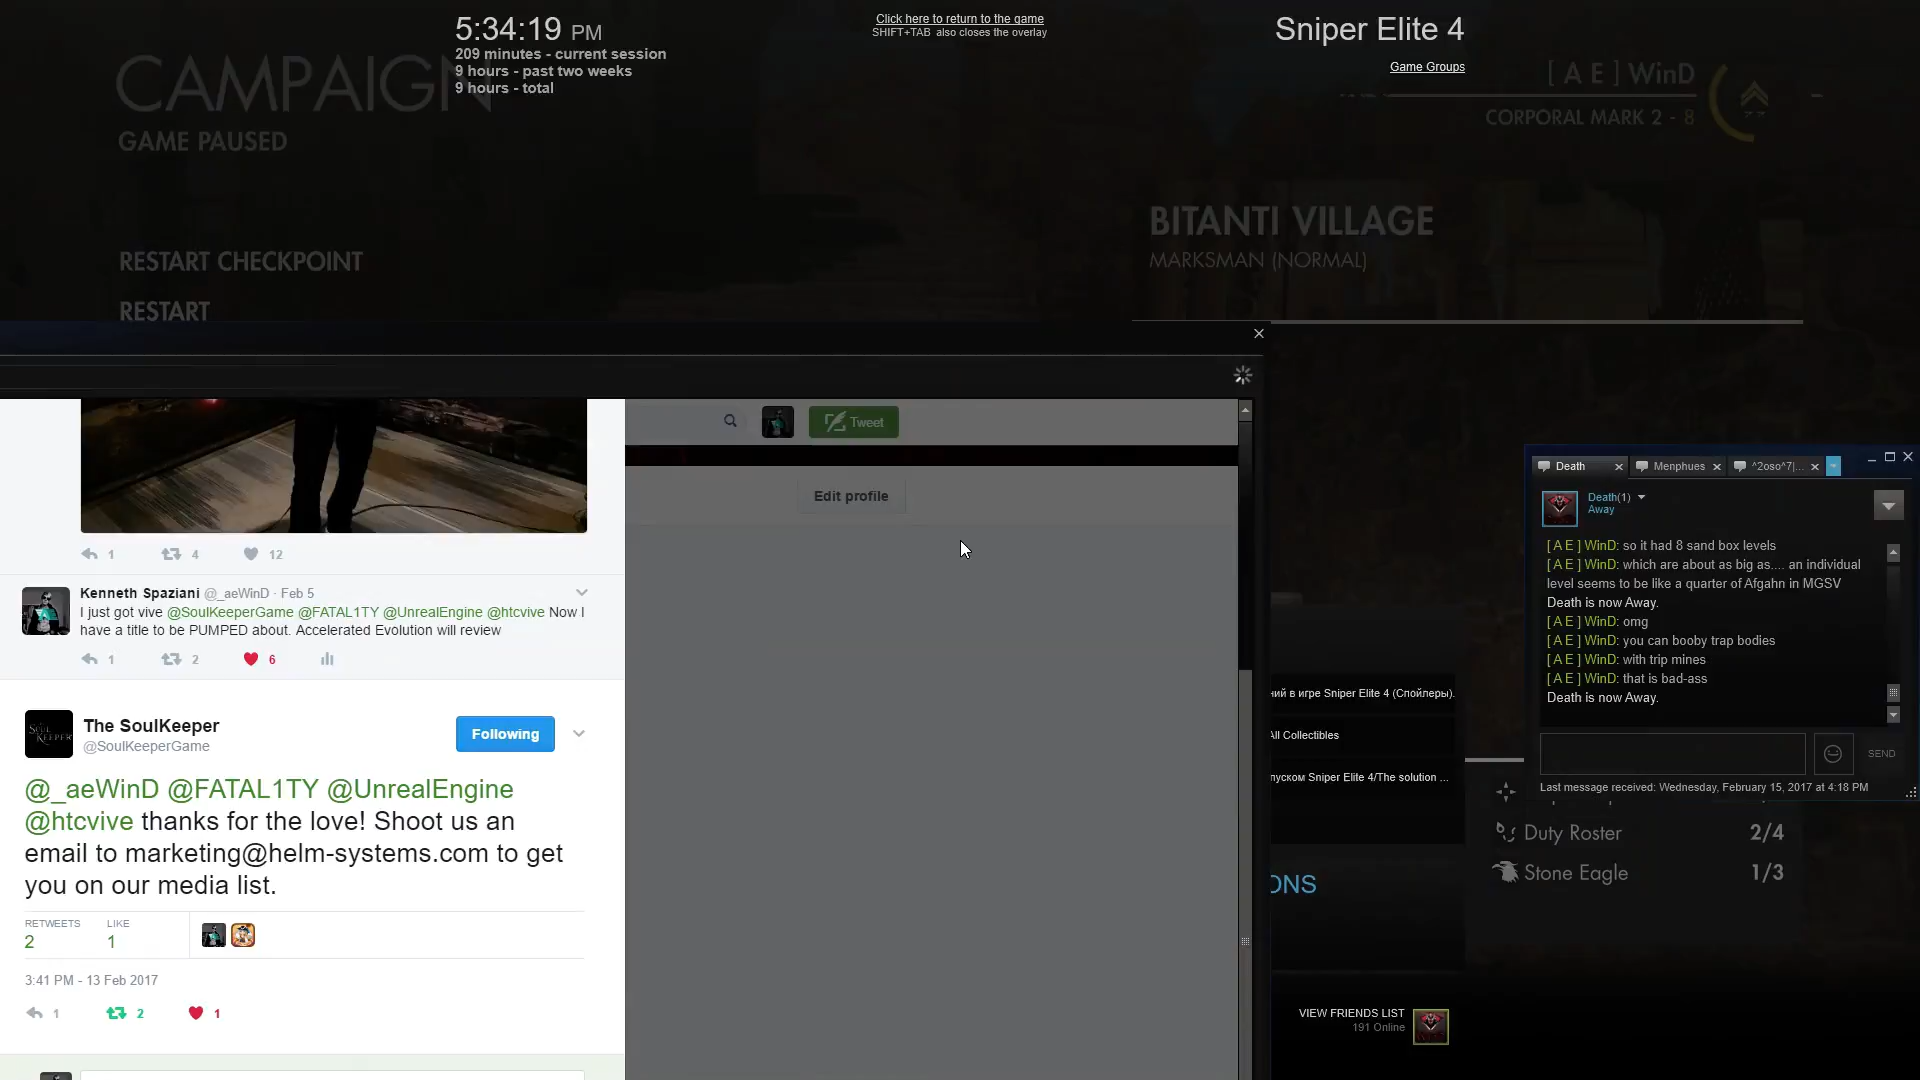 5:34:19 PM
209 minutes - current session
9 hours - past two weeks
9 hours - total
Click here to return to the game
SHIFT+TAB also closes the overlay
Sniper Elite 4
Game Groups
CAMPAIGN
GAME PAUSED
[ A E ] WinD
CORPORAL MARK 2 - 8
BITANTI VILLAGE
MARKSMAN (NORMAL)
RESTART CHECKPOINT
RESTART
Tweet
Edit profile
1 4 12
Kenneth Spaziani @_aeWinD · Feb 5
I just got vive @SoulKeeperGame @FATAL1TY @UnrealEngine @htcvive Now I
have a title to be PUMPED about. Accelerated Evolution will review
1 2 6
SOUL KEEPER
The SoulKeeper
@SoulKeeperGame
Following
@_aeWinD @FATAL1TY @UnrealEngine
@htcvive thanks for the love! Shoot us an
email to marketing@helm-systems.com to get
you on our media list.
RETWEETS LIKE
2 1
3:41 PM - 13 Feb 2017
1 2 1
Death Menphues ^2oso^7|...
Death(1)
Away
[ A E ] WinD: so it had 8 sand box levels
[ A E ] WinD: which are about as big as.... an individual
level seems to be like a quarter of Afgahn in MGSV
Death is now Away.
[ A E ] WinD: omg
[ A E ] WinD: you can booby trap bodies
[ A E ] WinD: with trip mines
[ A E ] WinD: that is bad-ass
Death is now Away.
SEND
Last message received: Wednesday, February 15, 2017 at 4:18 PM
ний в игре Sniper Elite 4 (Спойлеры).
All Collectibles
пуском Sniper Elite 4/The solution ...
Duty Roster 2/4
Stone Eagle 1/3
ONS
VIEW FRIENDS LIST
191 Online